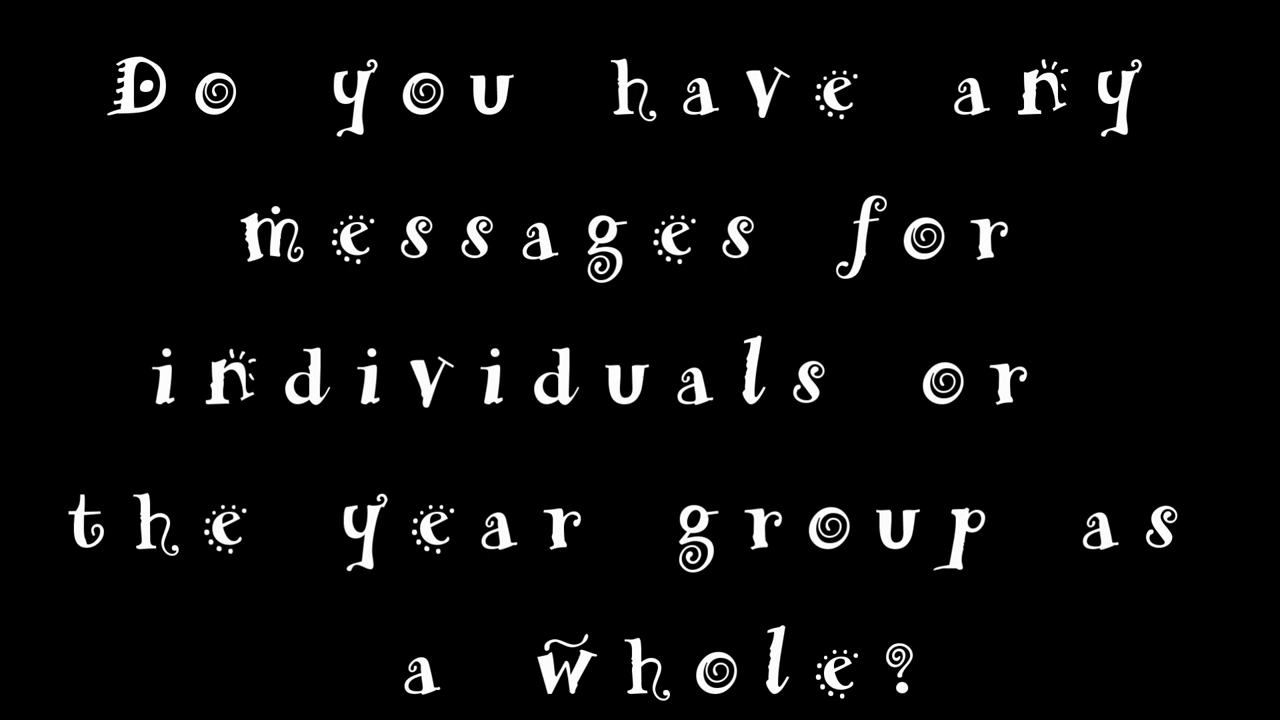 Do you have any
messages for
individuals or
the year group as
a whole?